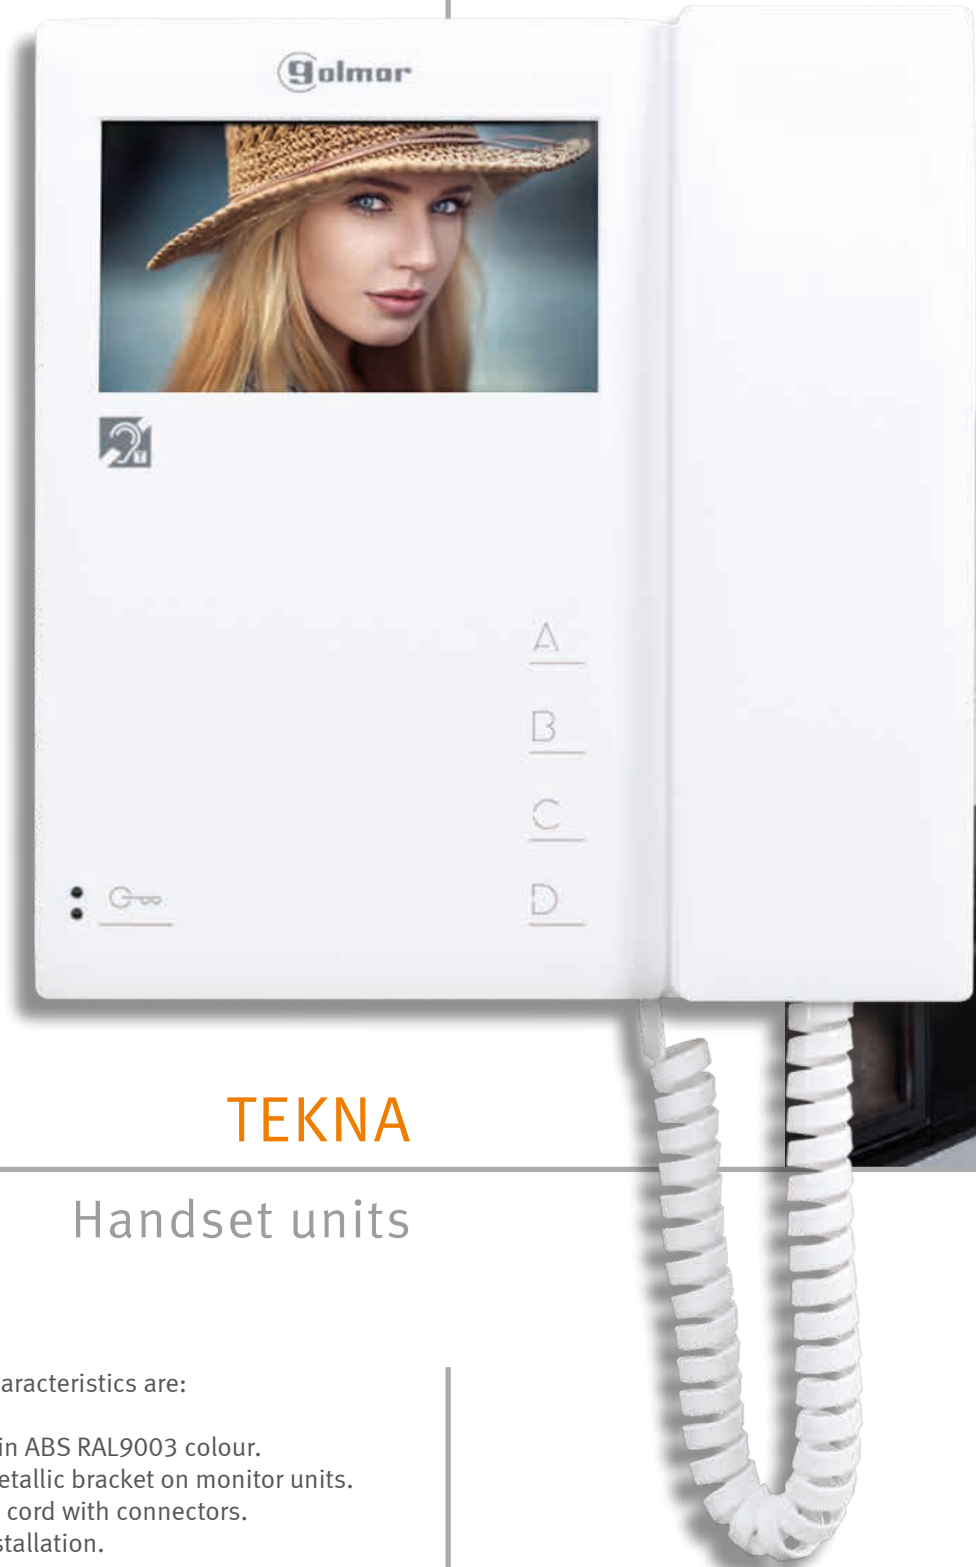 golmar
T
A
B
C
D
TEKNA
Handset units
aracteristics are:
in ABS RAL9003 colour.
etallic bracket on monitor units.
cord with connectors.
stallation.